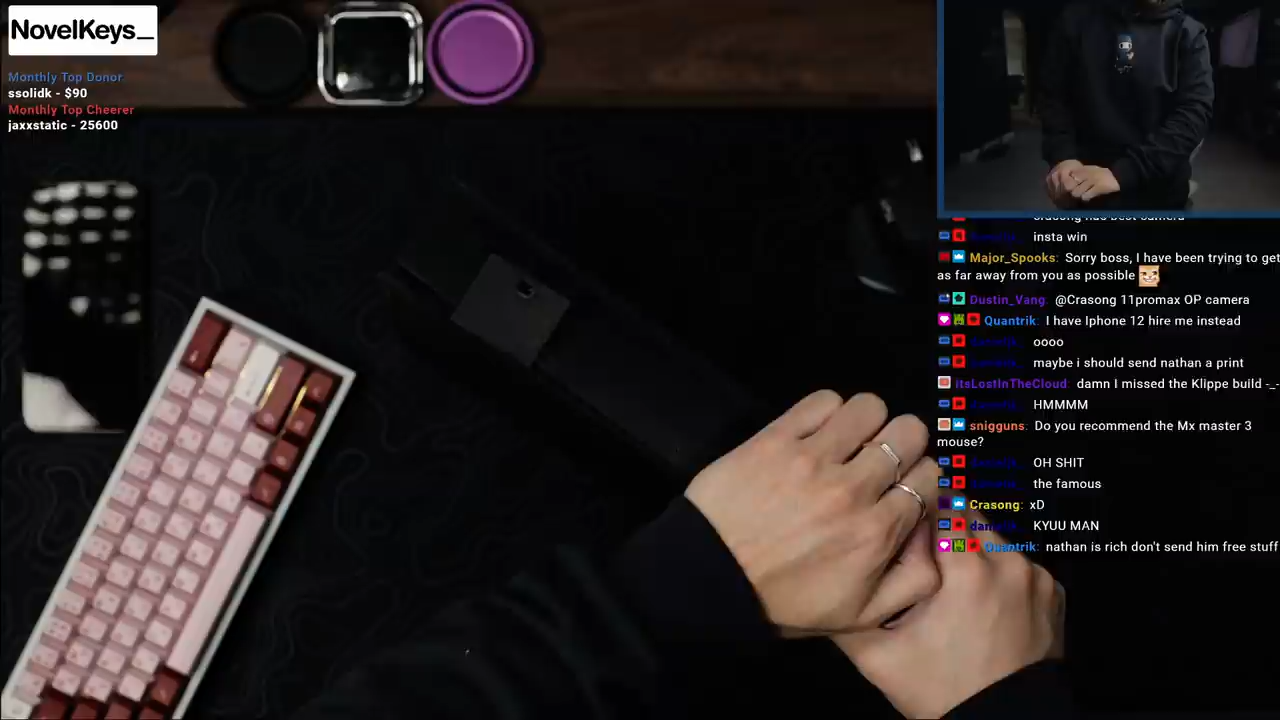 NovelKeys_
Monthly Top Donor
ssolidk - $90
Monthly Top Cheerer
jaxxstatic - 25600
insta win
Major_Spooks: Sorry boss, I have been trying to get
as far away from you as possible
Dustin_Vang: @Crasong 11promax OP camera
Quantrik: I have Iphone 12 hire me instead
oooo
maybe i should send nathan a print
itsLostInTheCloud: damn I missed the Klippe build -_-
HMMMM
snigguns: Do you recommend the Mx master 3
mouse?
OH SHIT
the famous
Crasong: xD
KYUU MAN
Quantrik: nathan is rich don't send him free stuff